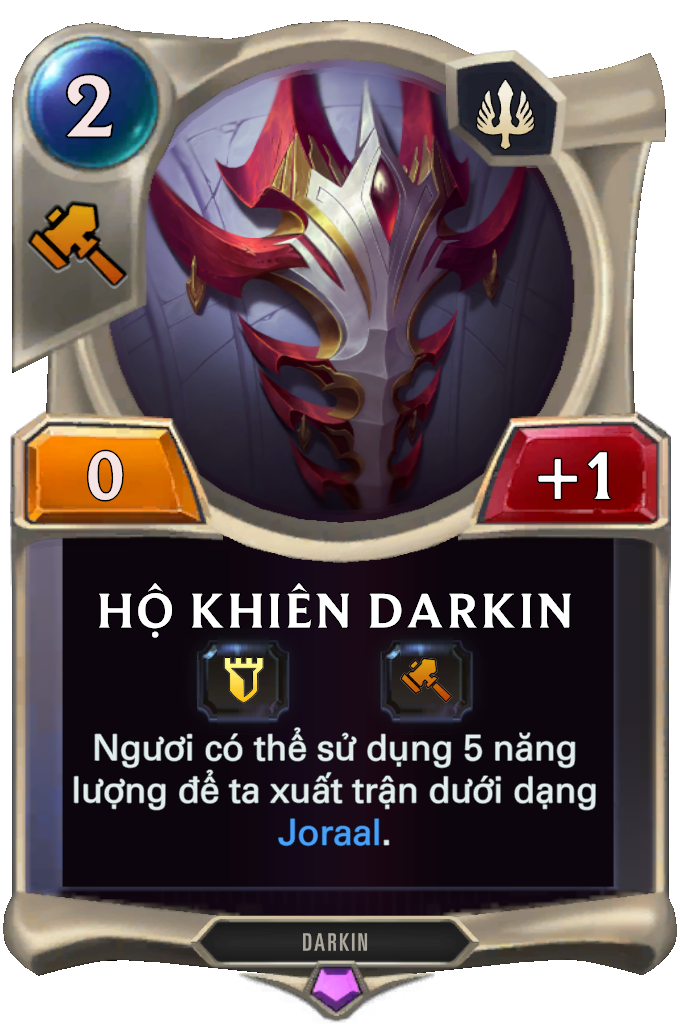 2
0
+1
HỘ KHIÊN DARKIN
Ngươi có thể sử dụng 5 năng
lượng để ta xuất trận dưới dạng
Joraal.
DARKIN